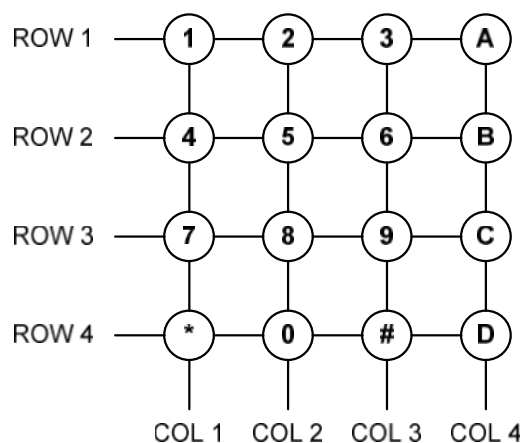 ROW 1 1 2 3 A
ROW 2 4 5 6 B
ROW 3 7 8 9 C
ROW 4 * 0 # D
COL 1 COL 2 COL 3 COL 4